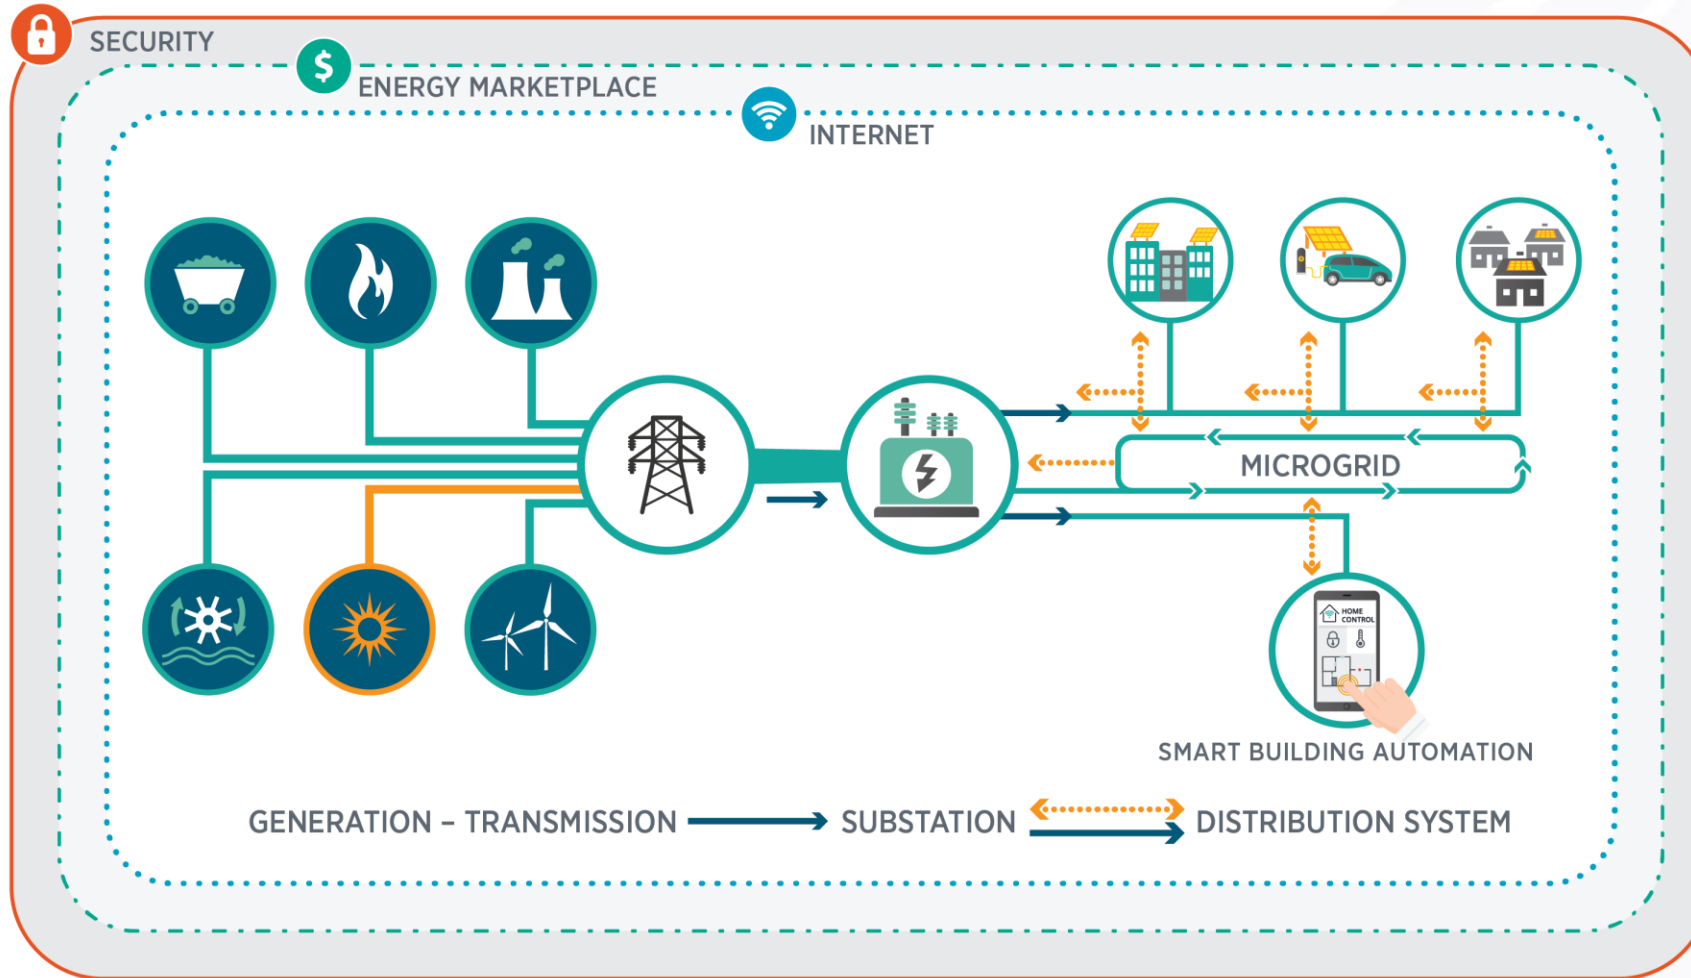 SECURITY
$
ENERGY MARKETPLACE
INTERNET
MICROGRID
HOME
CONTROL
SMART BUILDING AUTOMATION
GENERATION – TRANSMISSION
SUBSTATION
DISTRIBUTION SYSTEM